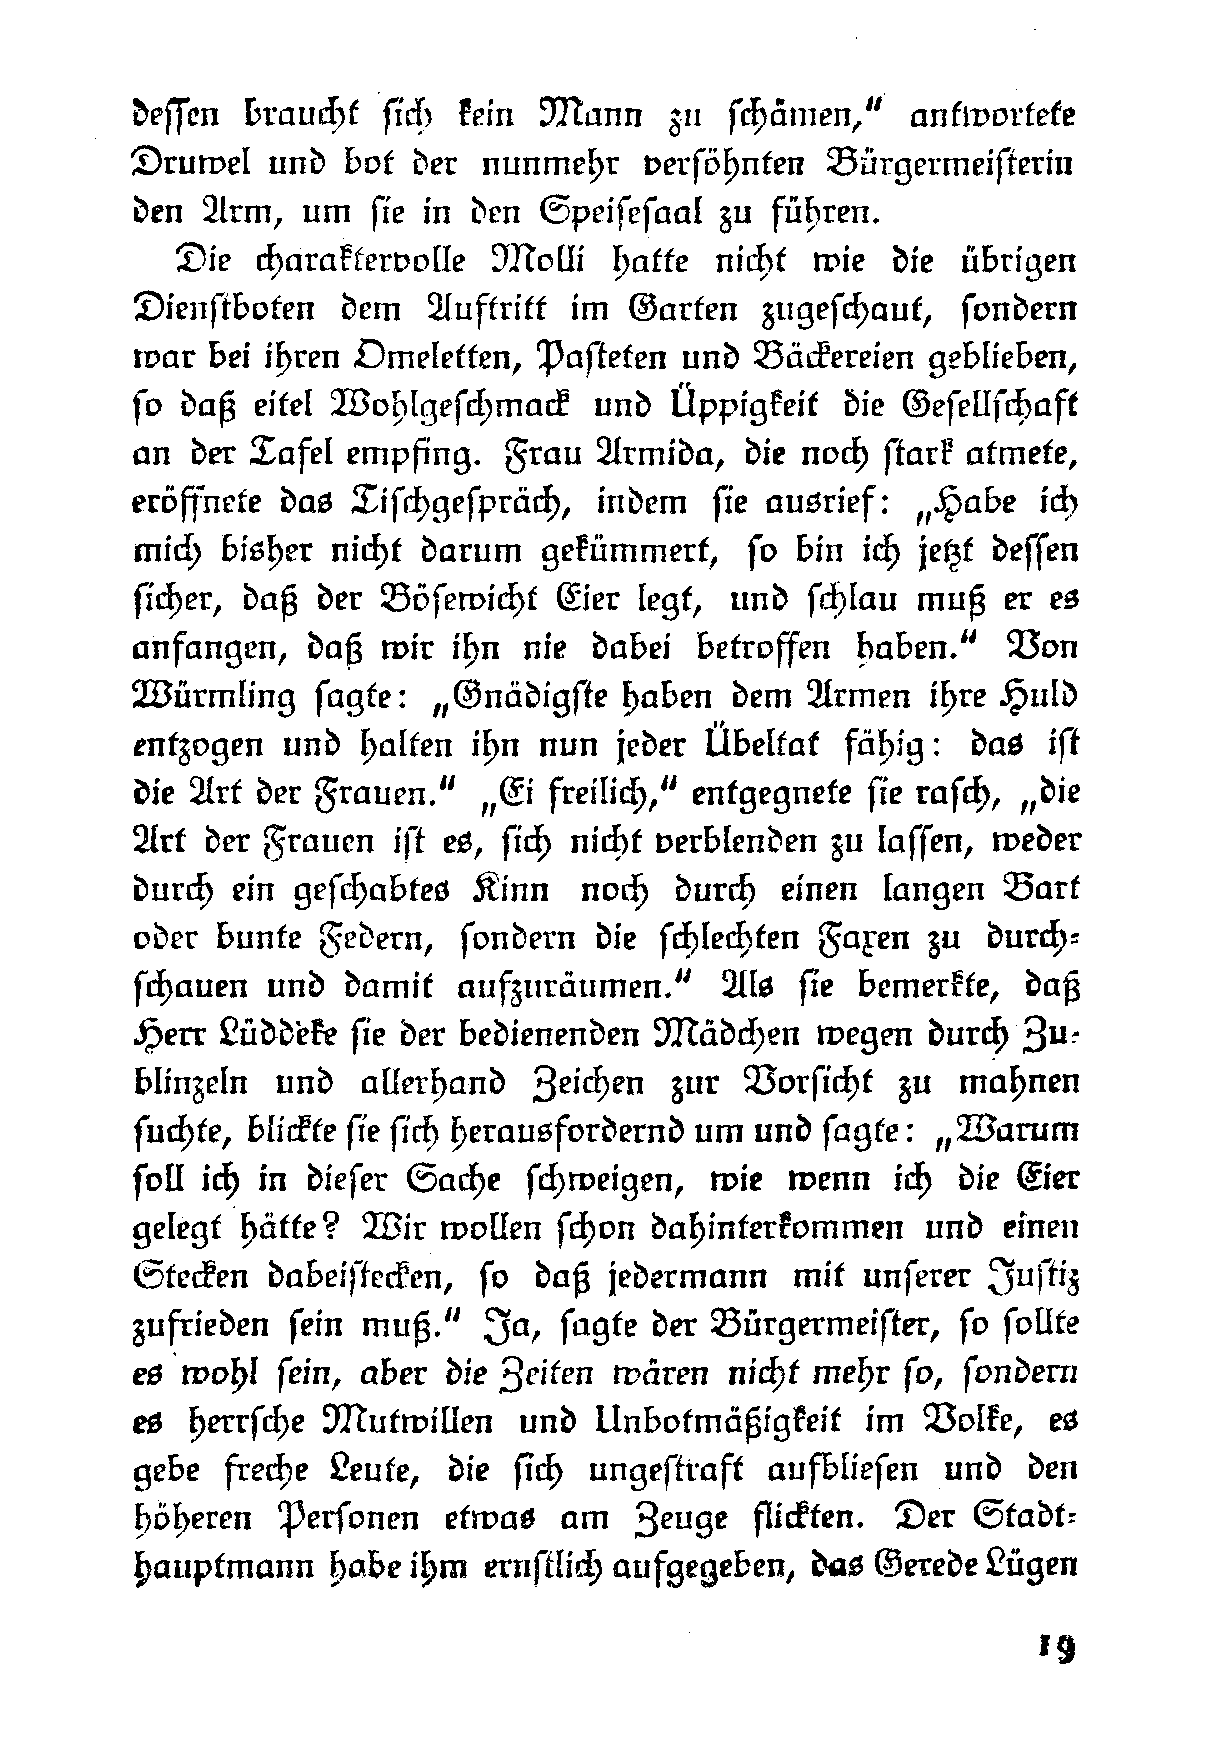 dessen braucht sich kein Mann zu schämen,“ antwortete
Druwel und bot der nunmehr versöhnten Bürgermeisterin
den Arm, um sie in den Speisesaal zu führen.
Die charaktervolle Molli hatte nicht wie die übrigen
Dienstboten dem Auftritt im Garten zugeschaut, sondern
war bei ihren Omeletten, Pasteten und Bäckereien geblieben,
so daß eitel Wohlgeschmack und Üppigkeit die Gesellschaft
an der Tafel empfing. Frau Armida, die noch stark atmete,
eröffnete das Tischgespräch, indem sie ausrief: „Habe ich
mich bisher nicht darum gekümmert, so bin ich jetzt dessen
sicher, daß der Bösewicht Eier legt, und schlau muß er es
anfangen, daß wir ihn nie dabei betroffen haben.“ Von
Würmling sagte: „Gnädigste haben dem Armen ihre Huld
entzogen und halten ihn nun jeder Übeltat fähig: das ist
die Art der Frauen.“ „Ei freilich,“ entgegnete sie rasch, „die
Art der Frauen ist es, sich nicht verblenden zu lassen, weder
durch ein geschabtes Kinn noch durch einen langen Bart
oder bunte Federn, sondern die schlechten Faxen zu durch-
schauen und damit aufzuräumen.“ Als sie bemerkte, daß
Herr Lüddeke sie der bedienenden Mädchen wegen durch Zu-
blinzeln und allerhand Zeichen zur Vorsicht zu mahnen
suchte, blickte sie sich herausfordernd um und sagte: „Warum
soll ich in dieser Sache schweigen, wie wenn ich die Eier
gelegt hätte? Wir wollen schon dahinterkommen und einen
Stecken dabeistecken, so daß jedermann mit unserer Justiz
zufrieden sein muß.“ Ja, sagte der Bürgermeister, so sollte
es wohl sein, aber die Zeiten wären nicht mehr so, sondern
es herrsche Mutwillen und Unbotmäßigkeit im Volke, es
gebe freche Leute, die sich ungestraft aufbliesen und den
höheren Personen etwas am Zeuge flickten. Der Stadt-
hauptmann habe ihm ernstlich aufgegeben, das Gerede Lügen
19